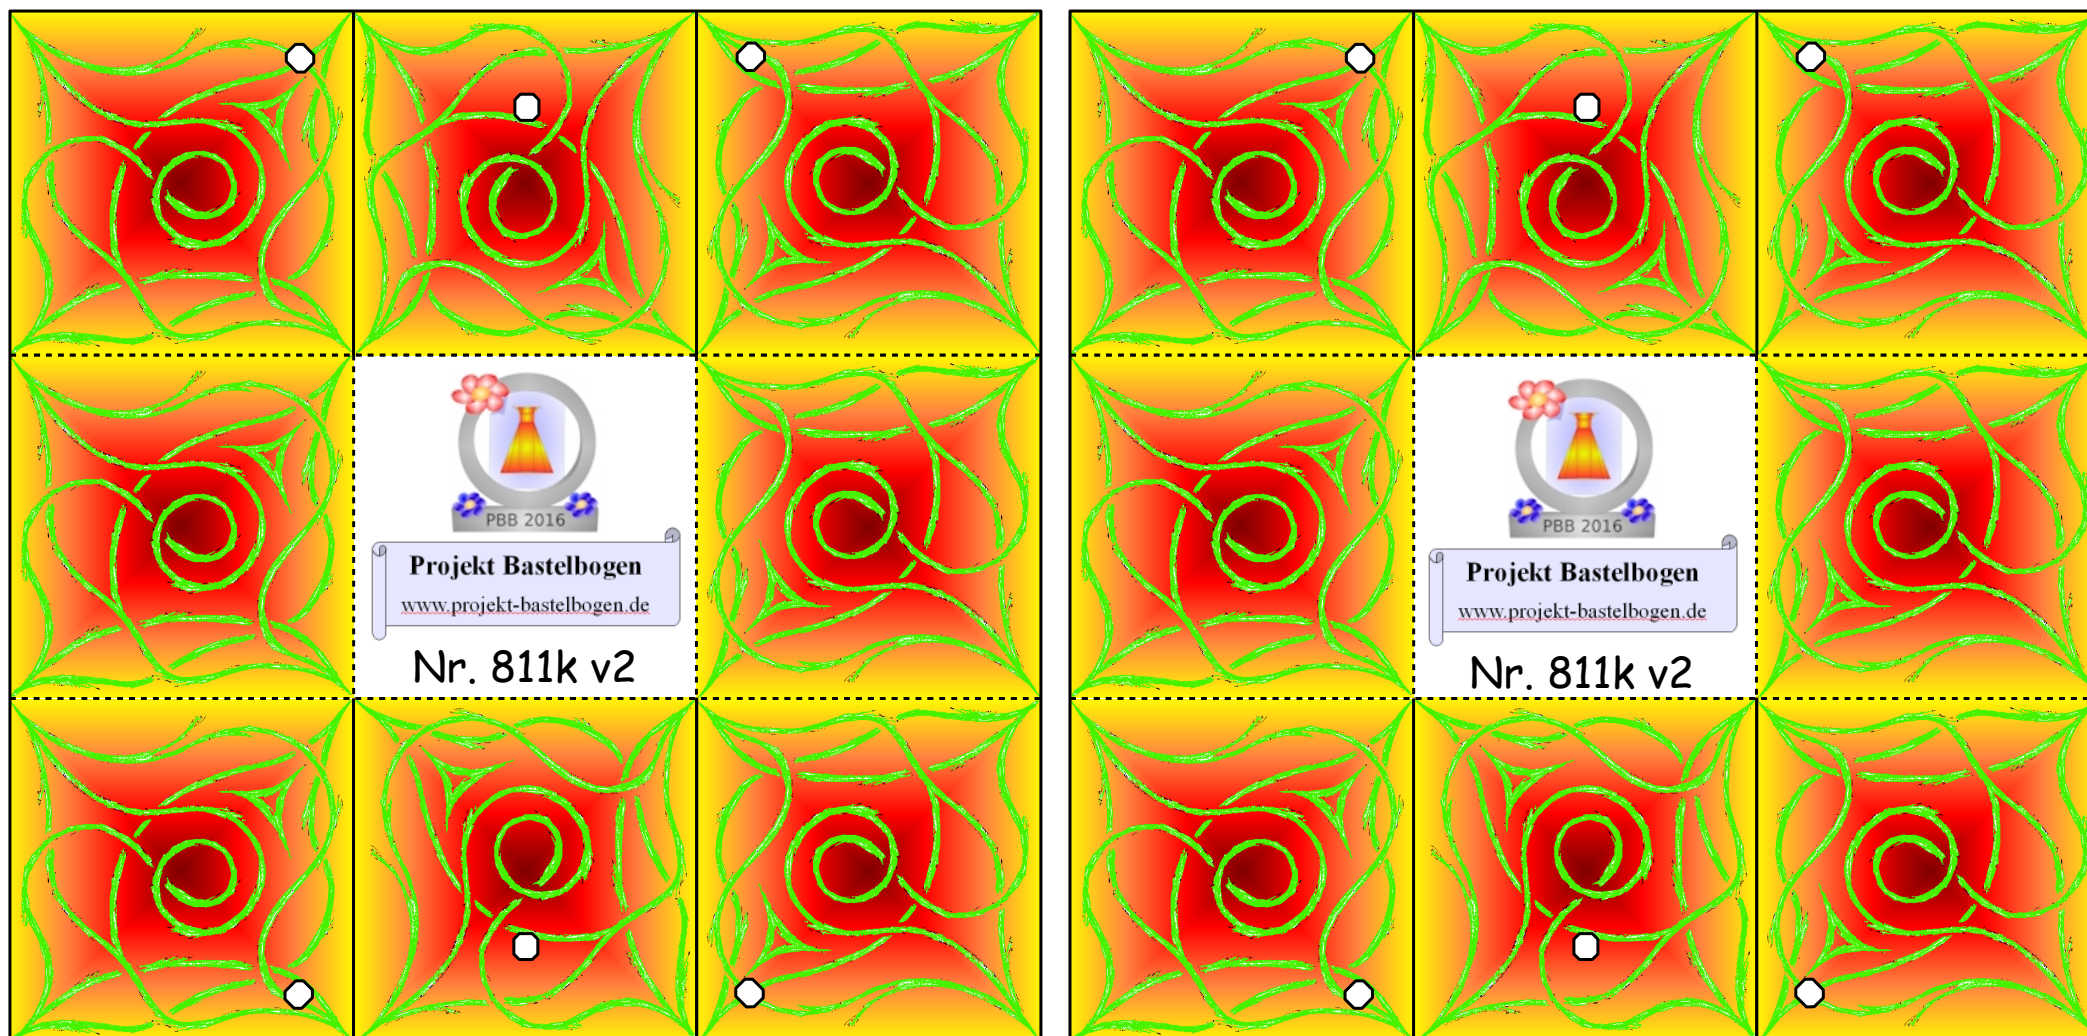 PBB 2016
Projekt Bastelbogen
www.projekt-bastelbogen.de
Nr. 811k v2
PBB 2016
Projekt Bastelbogen
www.projekt-bastelbogen.de
Nr. 811k v2